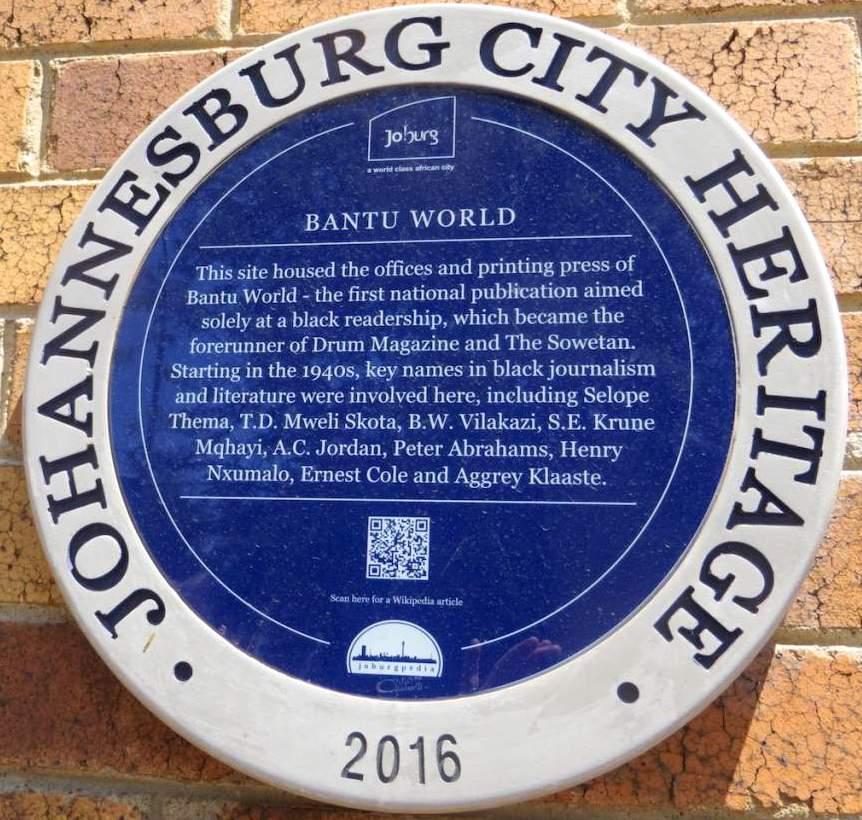 JOHANNESBURG CITY HERITAGE
Joburg
a world class african city
BANTU WORLD
This site housed the offices and printing press of
Bantu World - the first national publication aimed
solely at a black readership, which became the
forerunner of Drum Magazine and The Sowetan.
Starting in the 1940s, key names in black journalism
and literature were involved here, including Selope
Thema, T.D. Mweli Skota, B.W. Vilakazi, S.E. Krune
Mqhayi, A.C. Jordan, Peter Abrahams, Henry
Nxumalo, Ernest Cole and Aggrey Klaaste.
Scan here for a Wikipedia article
joburgpedia
2016